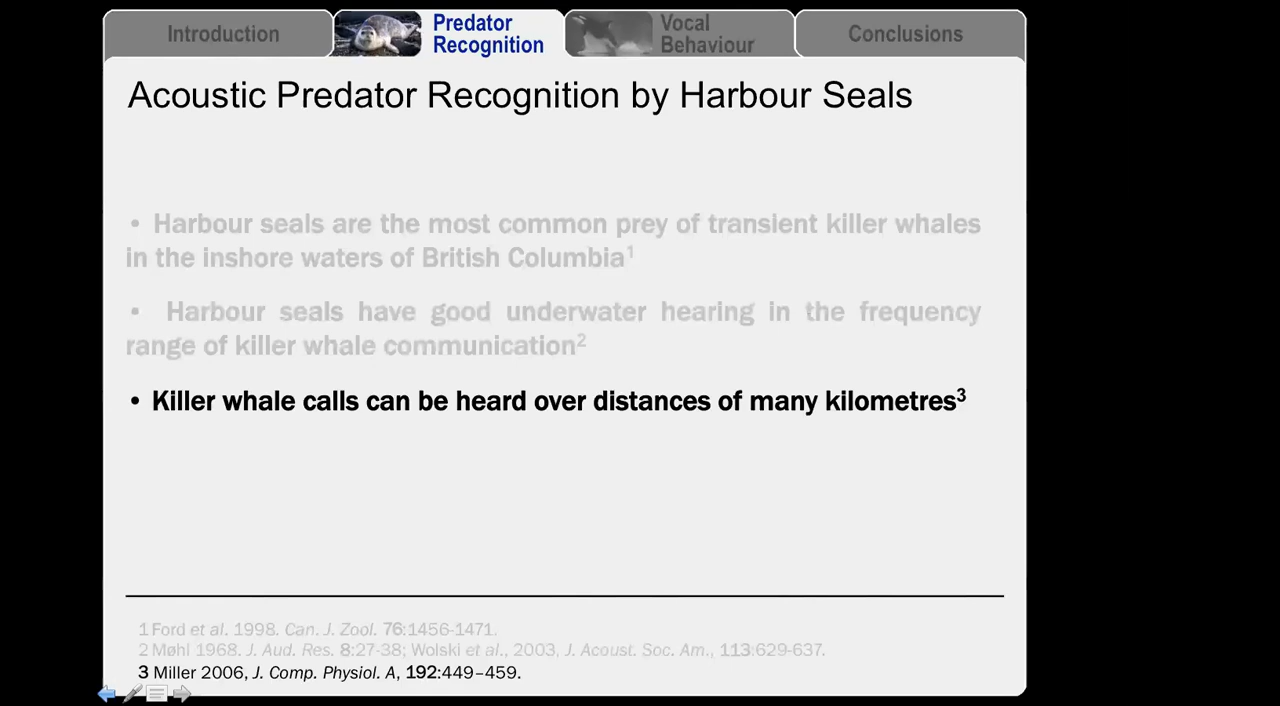 Introduction
Predator
Recognition
Vocal
Behaviour
Conclusions
Acoustic Predator Recognition by Harbour Seals
• Harbour seals are the most common prey of transient killer whales
in the inshore waters of British Columbia1
• Harbour seals have good underwater hearing in the frequency
range of killer whale communication2
• Killer whale calls can be heard over distances of many kilometres3
1 Ford et al. 1998. Can. J. Zool. 76:1456-1471.
2 Møhl 1968. J. Aud. Res. 8:27-38; Wolski et al., 2003, J. Acoust. Soc. Am., 113:629-637.
3 Miller 2006, J. Comp. Physiol. A, 192:449–459.